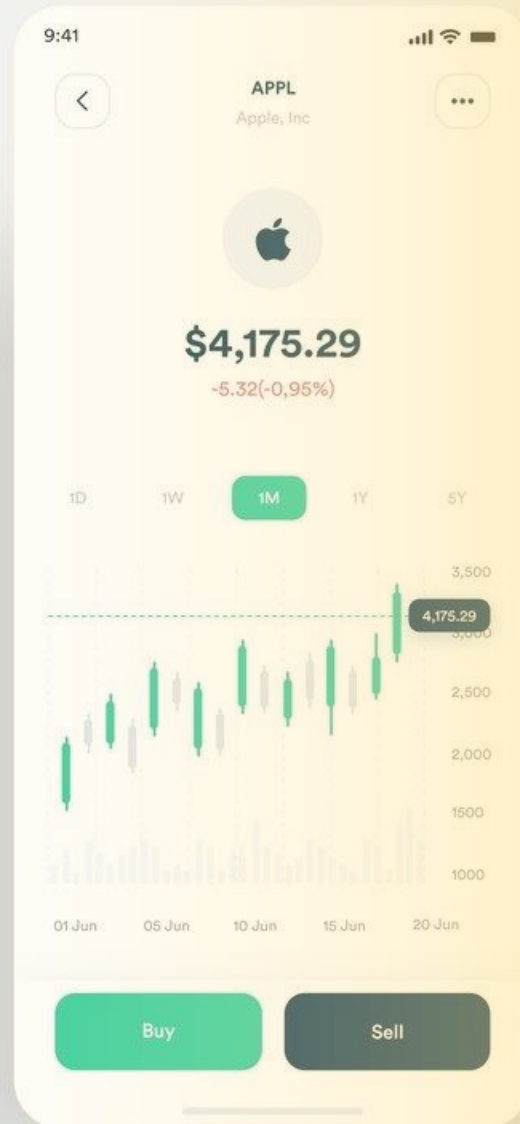 9:41
APPL
Apple, Inc
$4,175.29
-5.32(-0,95%)
1D 1W 1M 1Y 5Y
3,500
4,175.29
3,000
2,500
2,000
1500
1000
01 Jun 05 Jun 10 Jun 15 Jun 20 Jun
Buy Sell